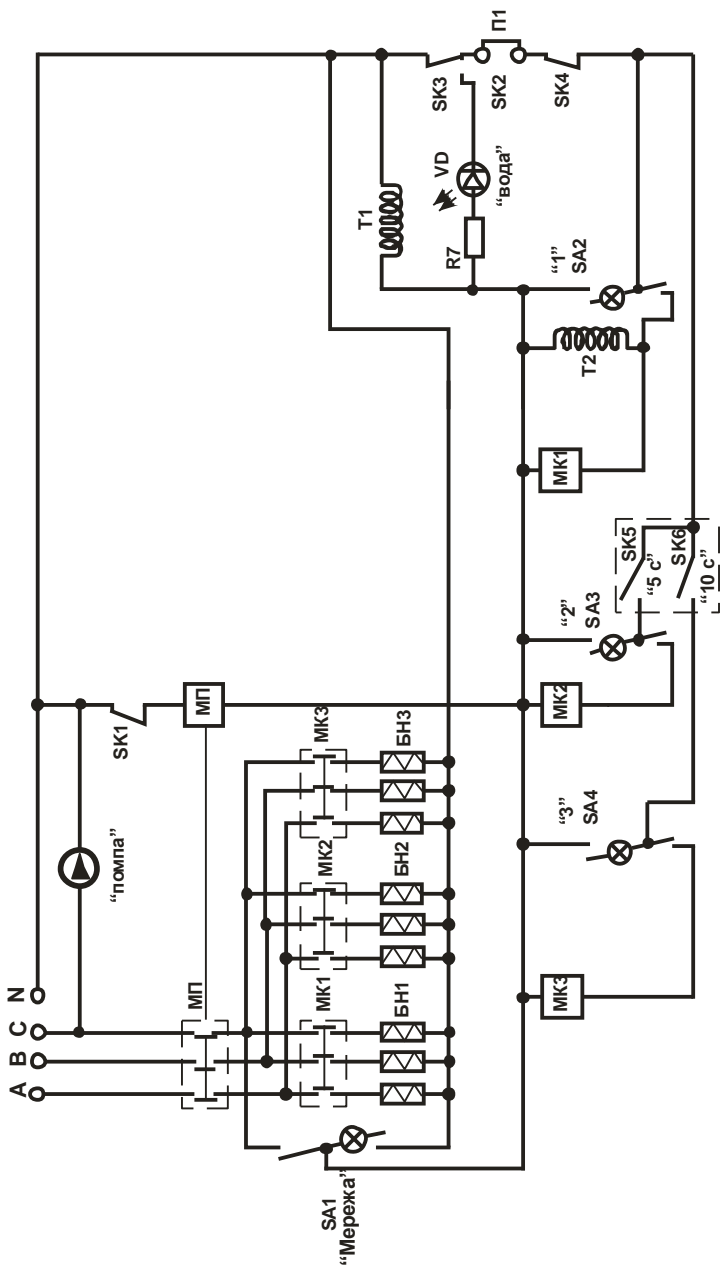 A
B
C
N
"помпа"
SK1
МП
МП
МК1
БН1
МК2
БН2
МК3
БН3
SA1
"Мережа"
T1
SK3
П1
SK2
SK4
VD
"вода"
R7
"1"
SA2
T2
МК1
SK5
"5 c"
SK6
"10 c"
"2"
SA3
МК2
"3"
SA4
МК3